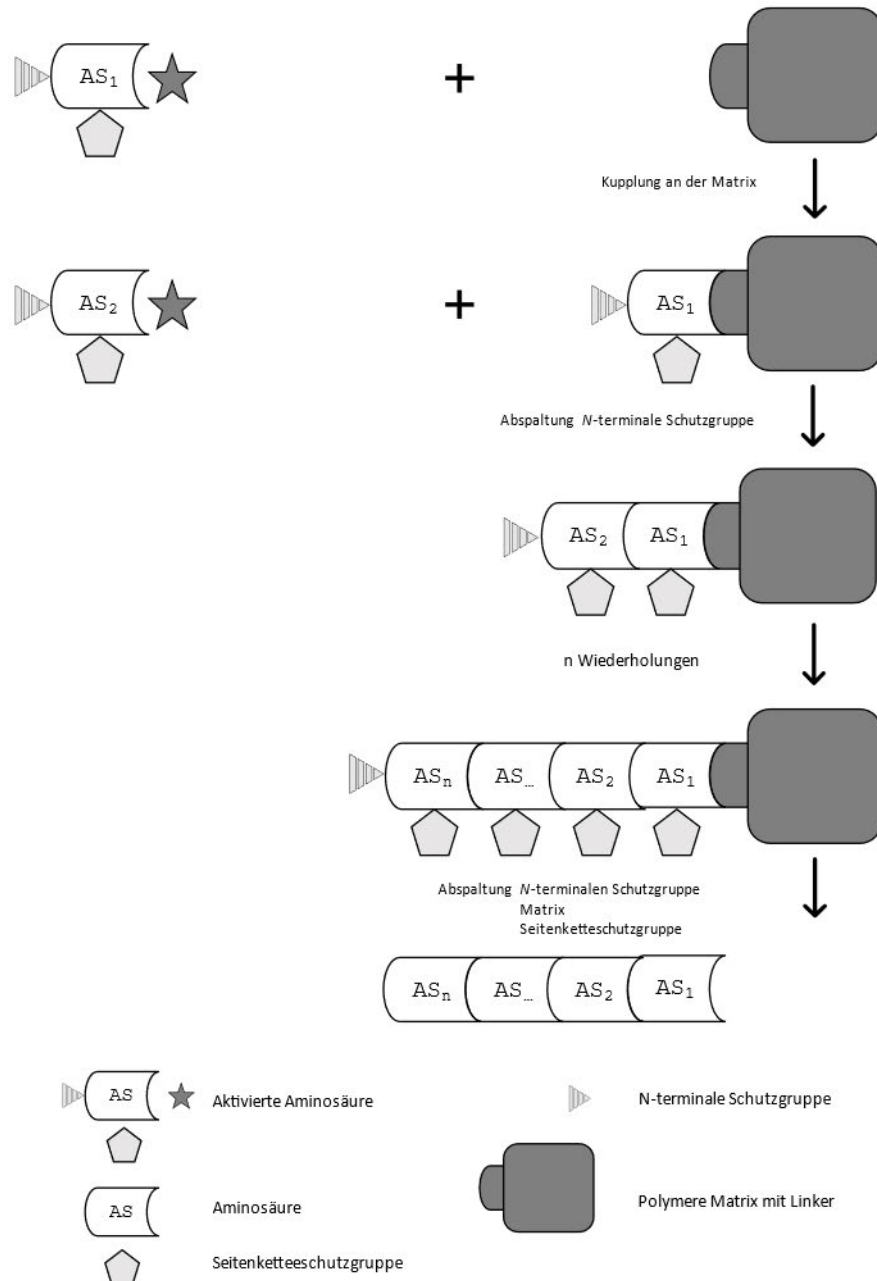 AS₁
+
Kupplung an der Matrix
AS₂ + AS₁
Abspaltung N-terminale Schutzgruppe
AS₂ AS₁
n Wiederholungen
ASₙ AS… AS₂ AS₁
Abspaltung N-terminalen Schutzgruppe
Matrix
Seitenketteschutzgruppe
ASₙ AS… AS₂ AS₁
AS Aktivierte Aminosäure N-terminale Schutzgruppe
AS Aminosäure Polymere Matrix mit Linker
Seitenketteeschutzgruppe